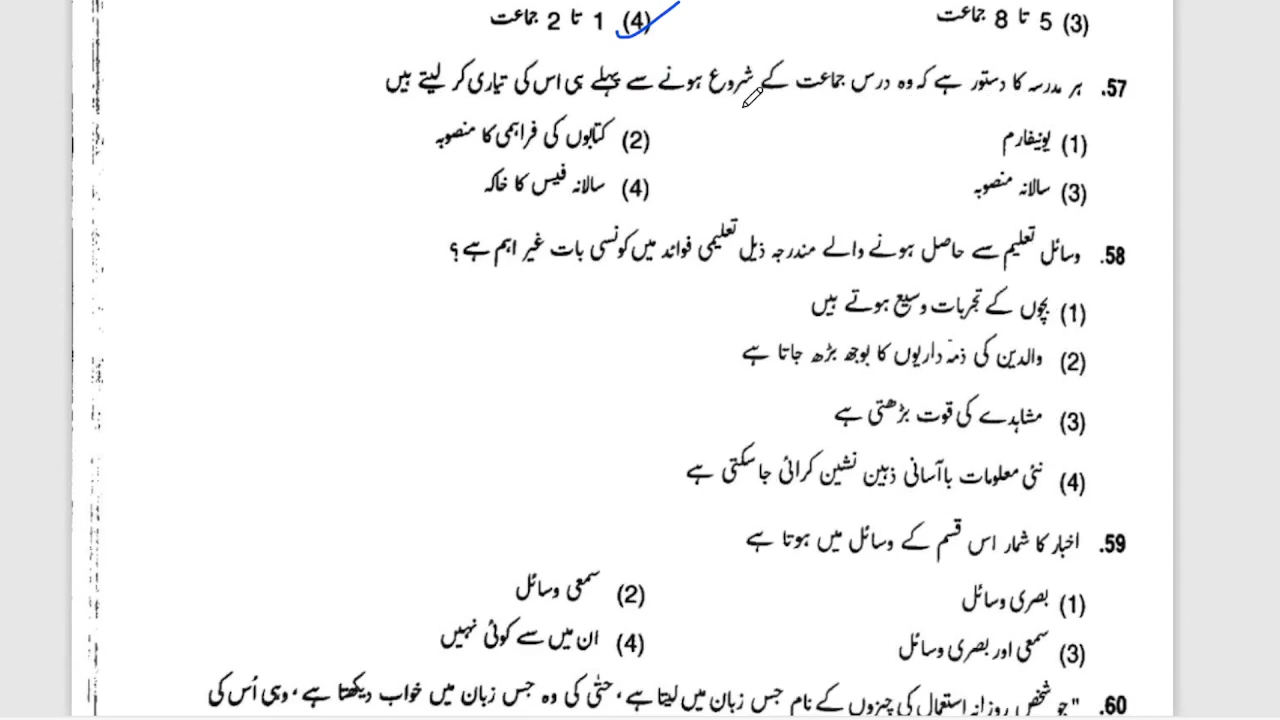 (3) 5 تا 8 جماعت (4) 1 تا 2 جماعت
57. ہر مدرسہ کا دستور ہے کہ وہ درس جماعت کے شروع ہونے سے پہلے ہی اس کی تیاری کر لیتے ہیں
(1) یونیفارم (2) کتابوں کی فراہمی کا منصوبہ
(3) سالانہ منصوبہ (4) سالانہ فیس کا خاکہ
58. وسائل تعلیم سے حاصل ہونے والے مندرجہ ذیل تعلیمی فوائد میں کونسی بات غیر اہم ہے ؟
(1) بچوں کے تجربات وسیع ہوتے ہیں
(2) والدین کی ذمہ داریوں کا بوجھ بڑھ جاتا ہے
(3) مشاہدے کی قوت بڑھتی ہے
(4) نئی معلومات باآسانی ذہین نشین کرائی جاسکتی ہے
59. اخبار کا شمار اس قسم کے وسائل میں ہوتا ہے
(1) بصری وسائل (2) سمعی وسائل
(3) سمعی اور بصری وسائل (4) ان میں سے کوئی نہیں
60. "جو شخص روزانہ استعمال کی چیزوں کے نام جس زبان میں لیتا ہے ، حتٰی کی وہ جس زبان میں خواب دیکھتا ہے ، وہی اُس کی